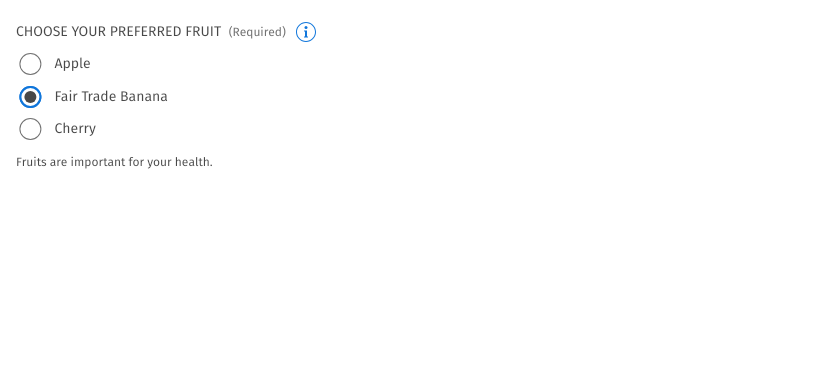 CHOOSE YOUR PREFERRED FRUIT (Required)
Apple
Fair Trade Banana
Cherry
Fruits are important for your health.